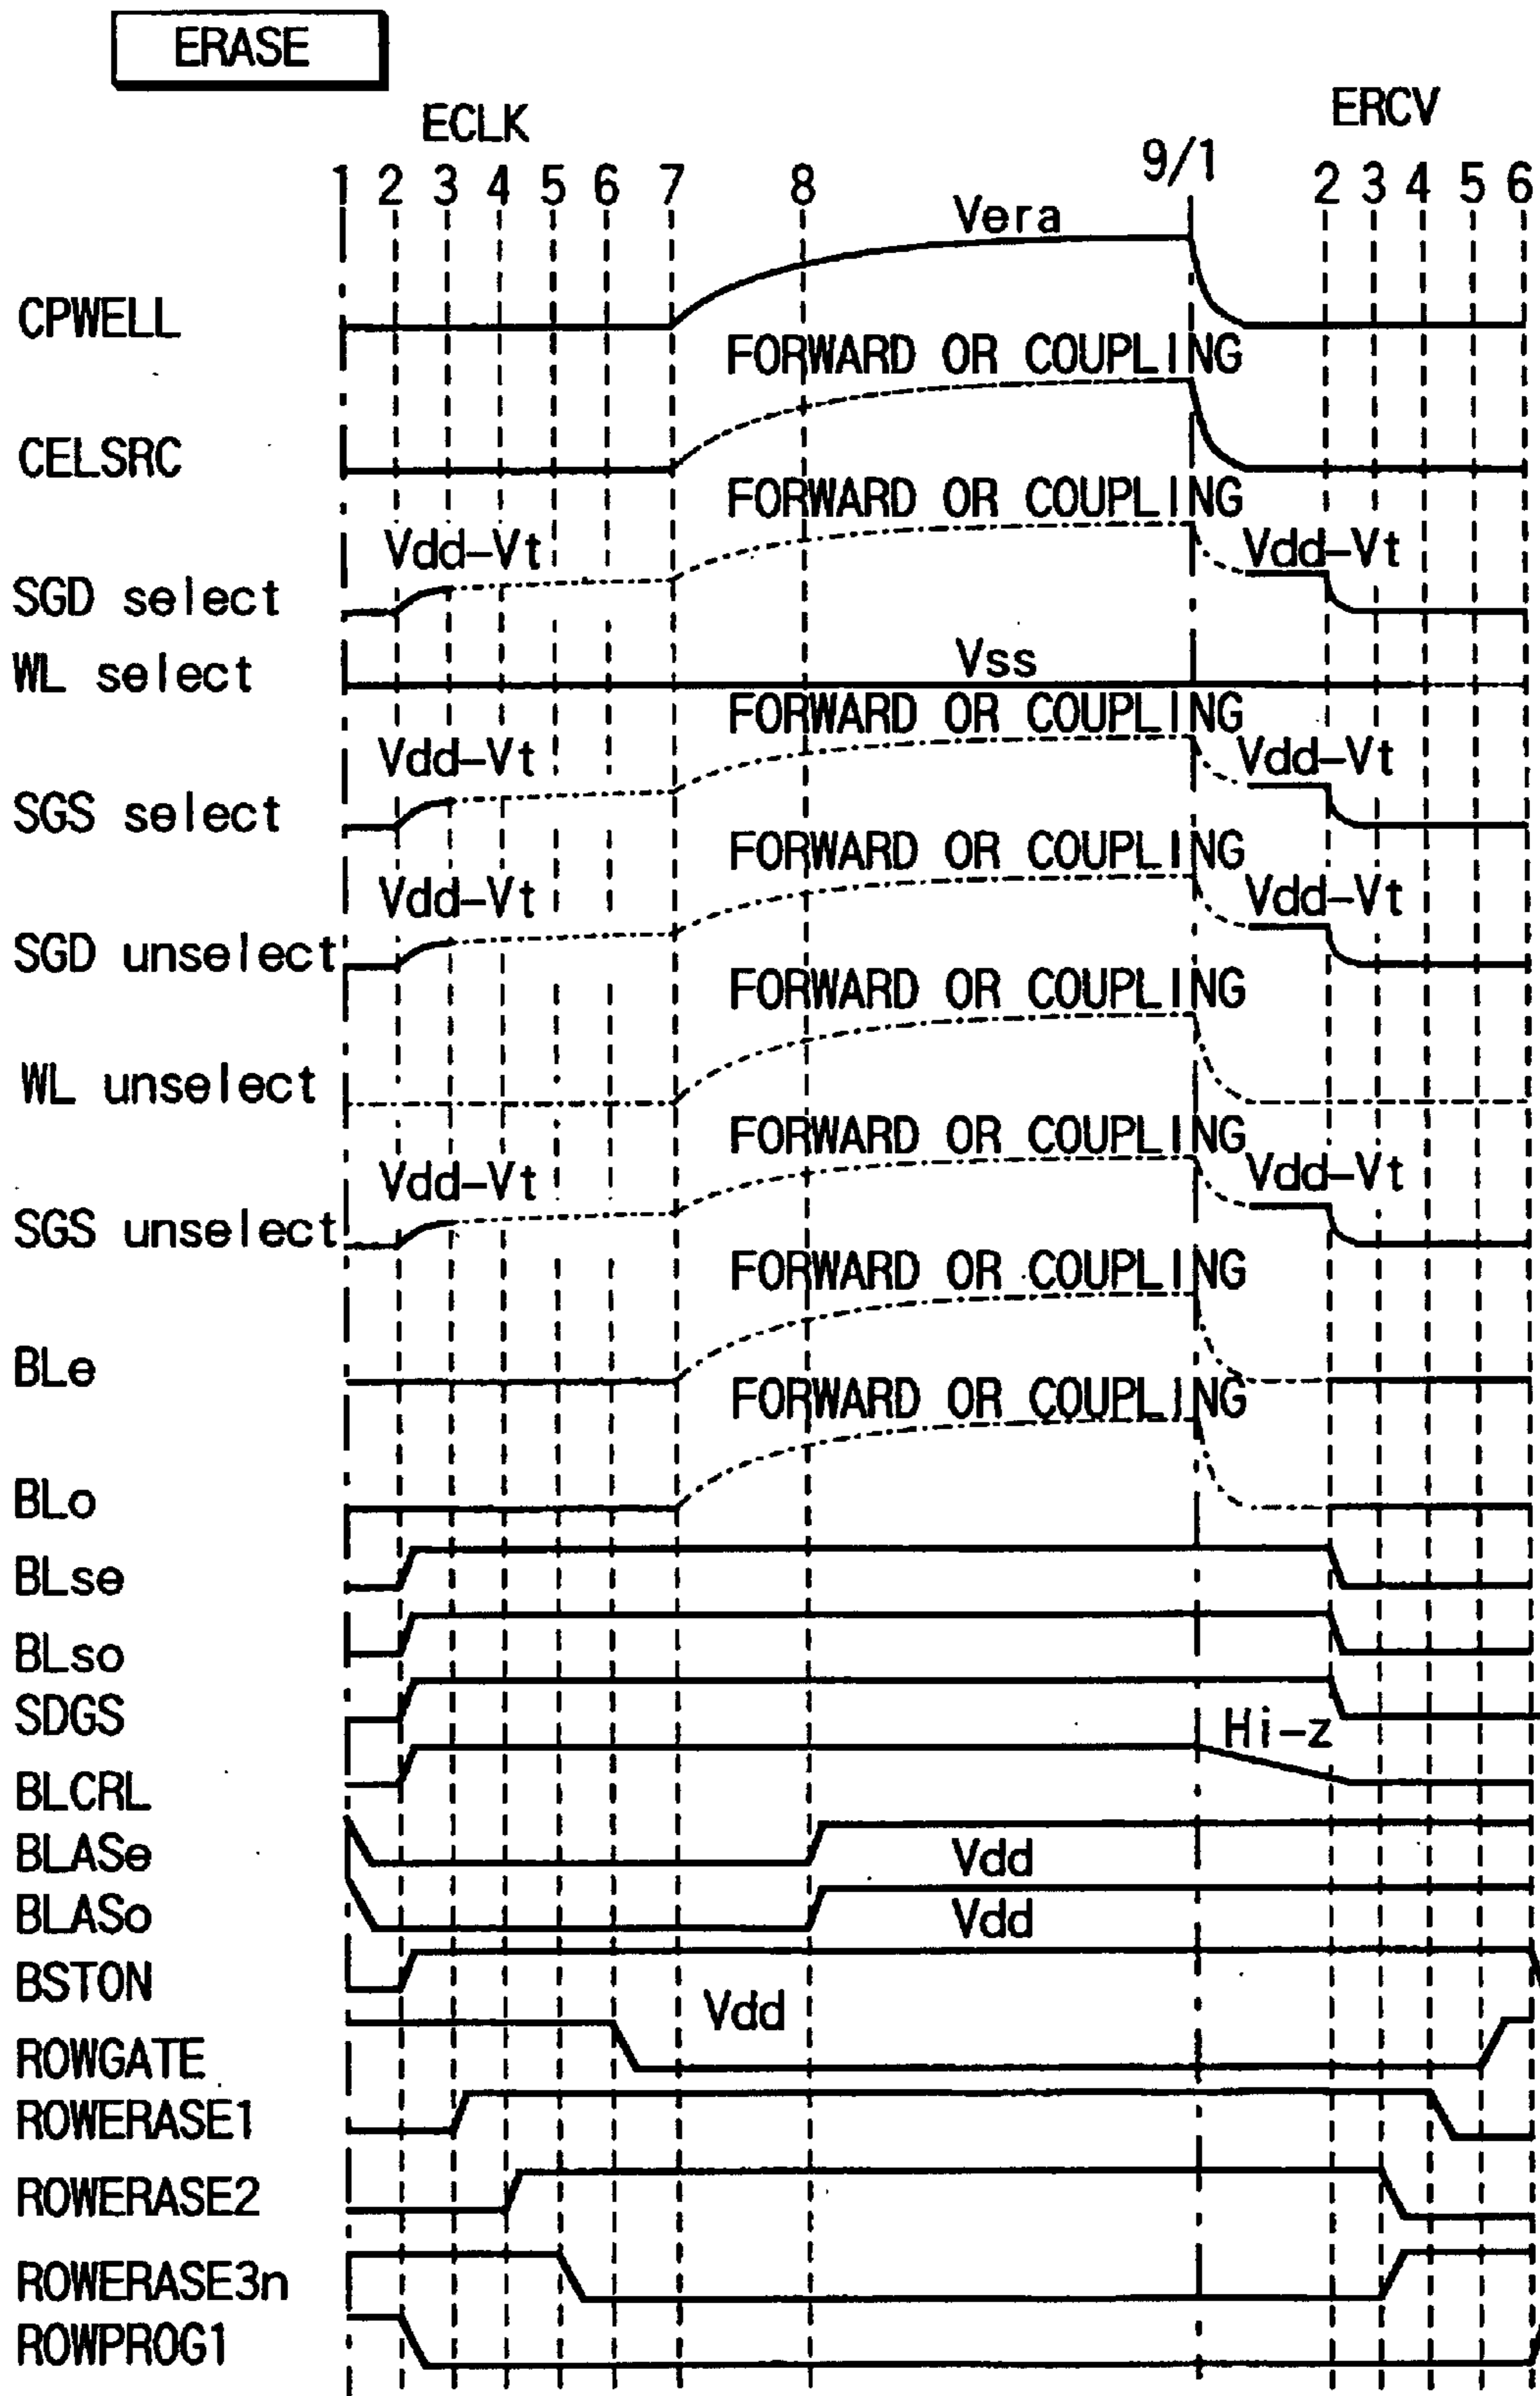 ERASE
ECLK
ERCV
1 2 3 4 5 6 7 8 9/1 2 3 4 5 6
Vera
CPWELL
FORWARD OR COUPLING
CELSRC
FORWARD OR COUPLING
Vdd-Vt
Vdd-Vt
SGD select
WL select
Vss
FORWARD OR COUPLING
Vdd-Vt
Vdd-Vt
SGS select
FORWARD OR COUPLING
Vdd-Vt
Vdd-Vt
SGD unselect
FORWARD OR COUPLING
WL unselect
FORWARD OR COUPLING
Vdd-Vt
Vdd-Vt
SGS unselect
FORWARD OR COUPLING
BLe
FORWARD OR COUPLING
BLo
BLse
BLso
SDGS
Hi-z
BLCRL
BLASe
Vdd
BLASo
Vdd
BSTON
Vdd
ROWGATE
ROWERASE1
ROWERASE2
ROWERASE3n
ROWPROG1